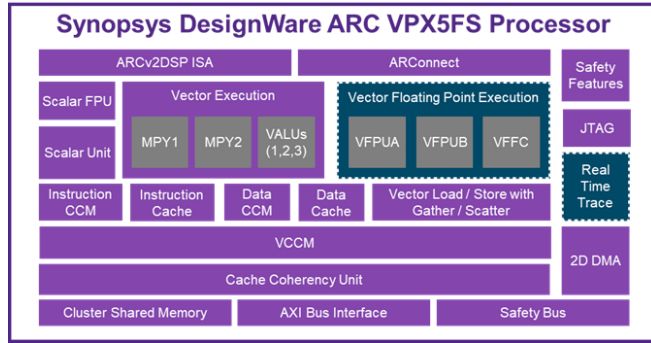 Synopsys DesignWare ARC VPX5FS Processor
ARCv2DSP ISA
ARConnect
Safety
Features
Scalar FPU
Vector Execution
Vector Floating Point Execution
MPY1
MPY2
VALUs
(1,2,3)
VFPUA
VFPUB
VFFC
JTAG
Scalar Unit
Real
Time
Trace
Instruction
CCM
Instruction
Cache
Data
CCM
Data
Cache
Vector Load / Store with
Gather / Scatter
VCCM
2D DMA
Cache Coherency Unit
Cluster Shared Memory
AXI Bus Interface
Safety Bus